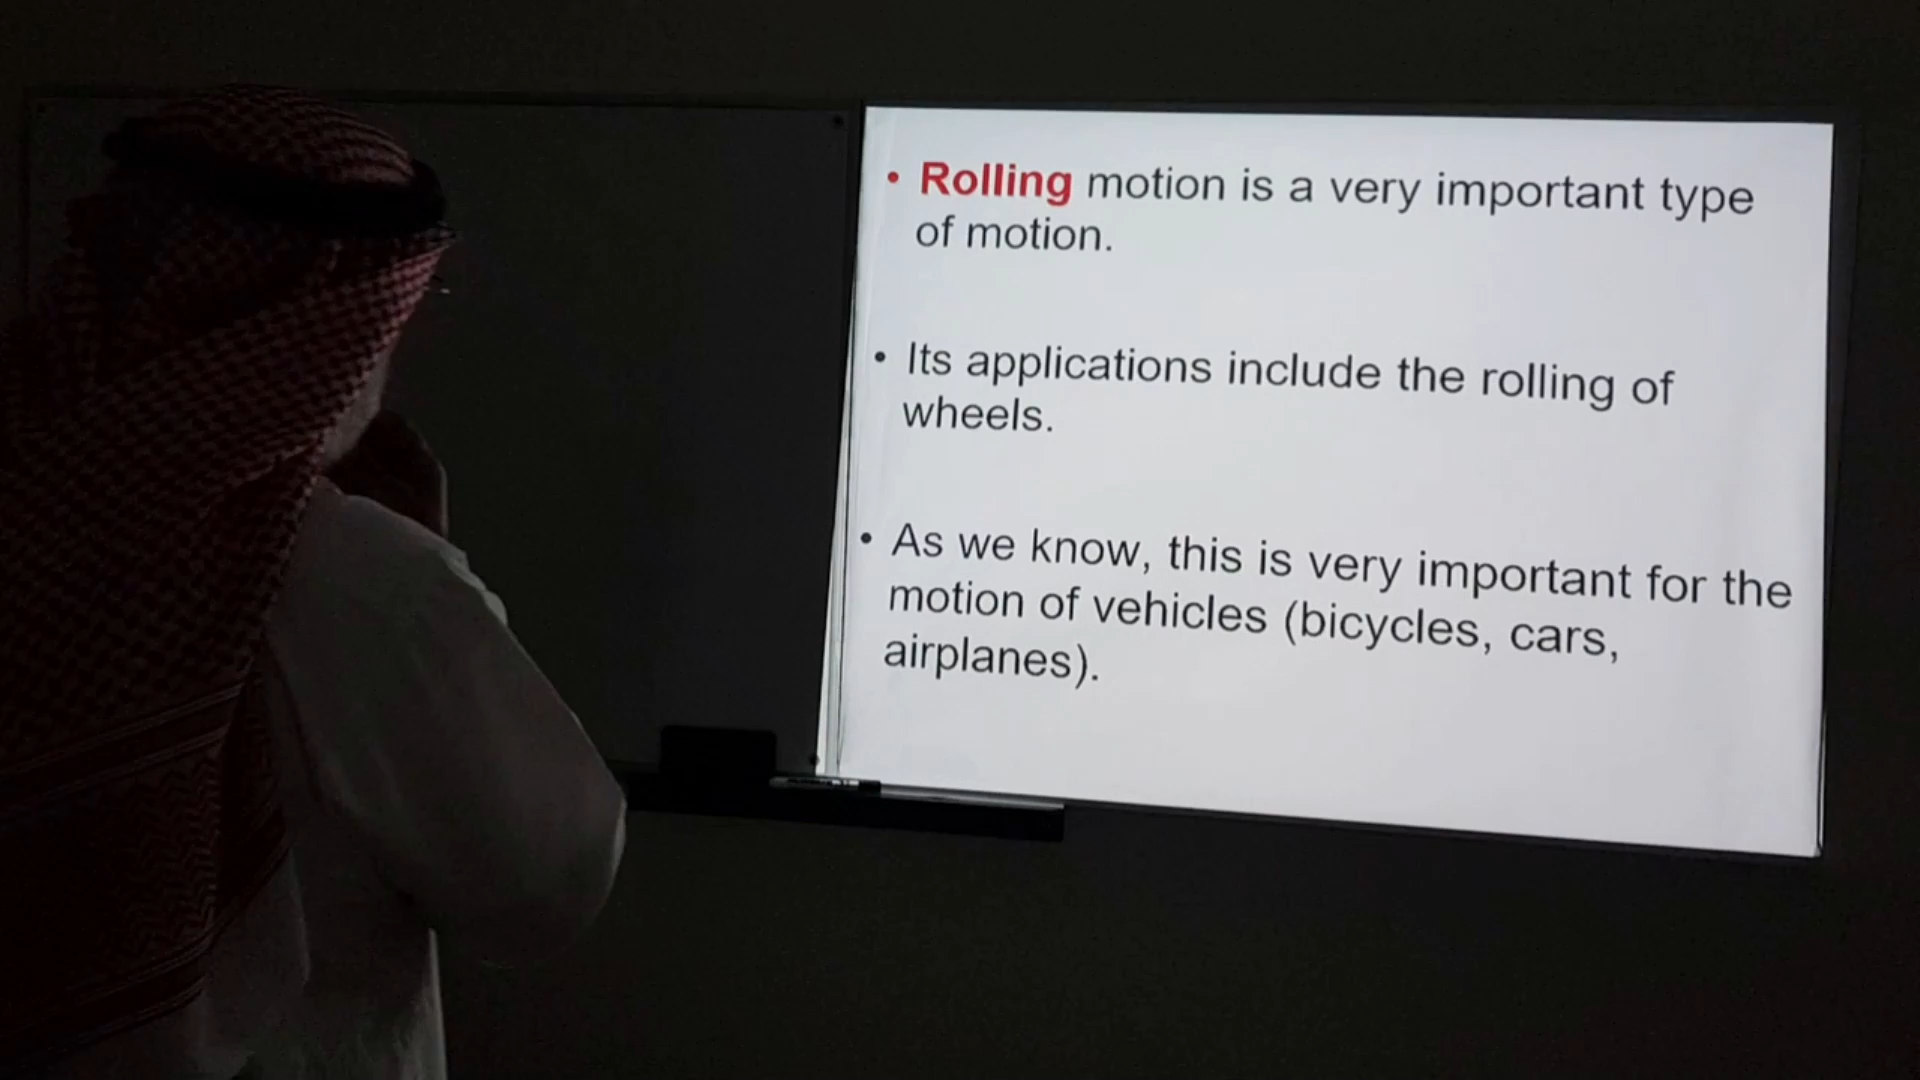 • Rolling motion is a very important type
of motion.
• Its applications include the rolling of
wheels.
• As we know, this is very important for the
motion of vehicles (bicycles, cars,
airplanes).